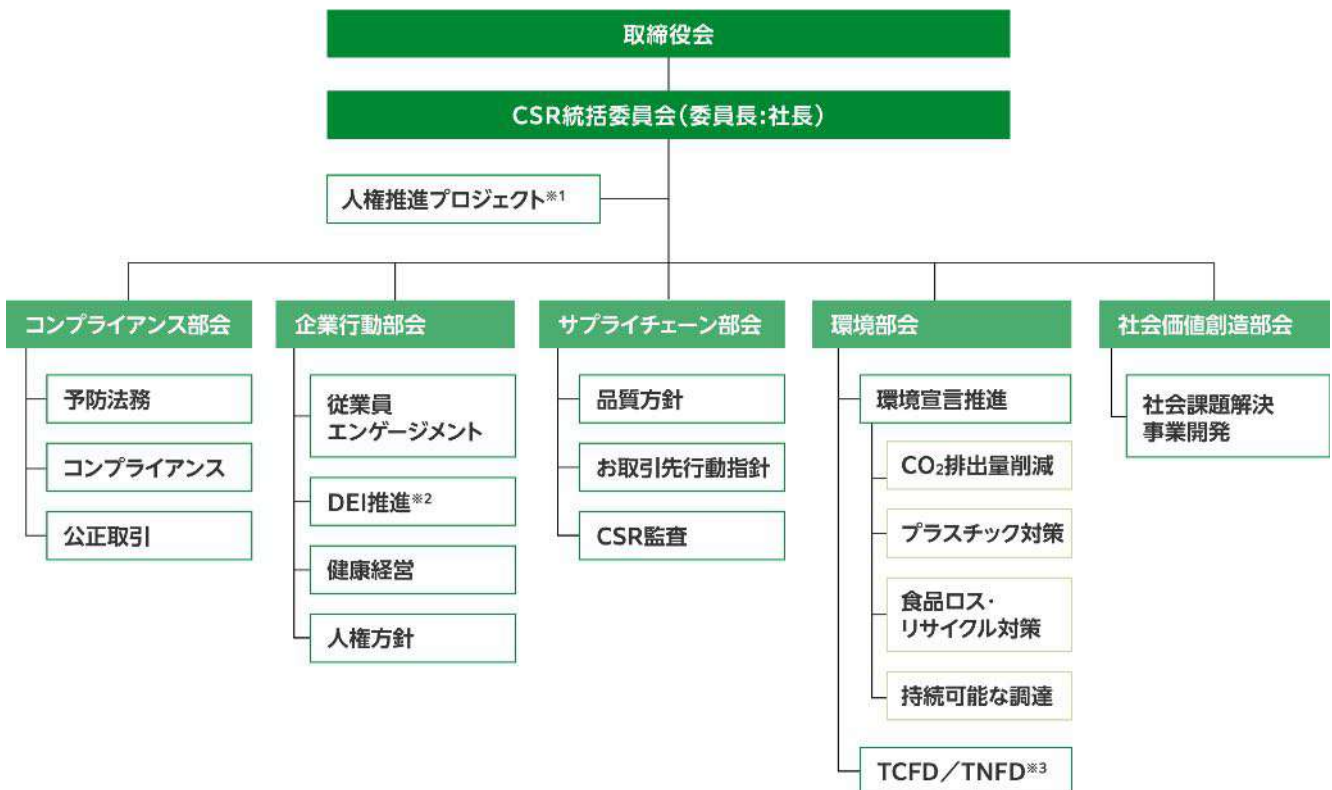 取締役会
CSR統括委員会(委員長:社長)
人権推進プロジェクト※1
コンプライアンス部会
予防法務
コンプライアンス
公正取引
企業行動部会
従業員
エンゲージメント
DEI推進※2
健康経営
人権方針
サプライチェーン部会
品質方針
お取引先行動指針
CSR監査
環境部会
環境宣言推進
CO₂排出量削減
プラスチック対策
食品ロス・
リサイクル対策
持続可能な調達
TCFD／TNFD※3
社会価値創造部会
社会課題解決
事業開発